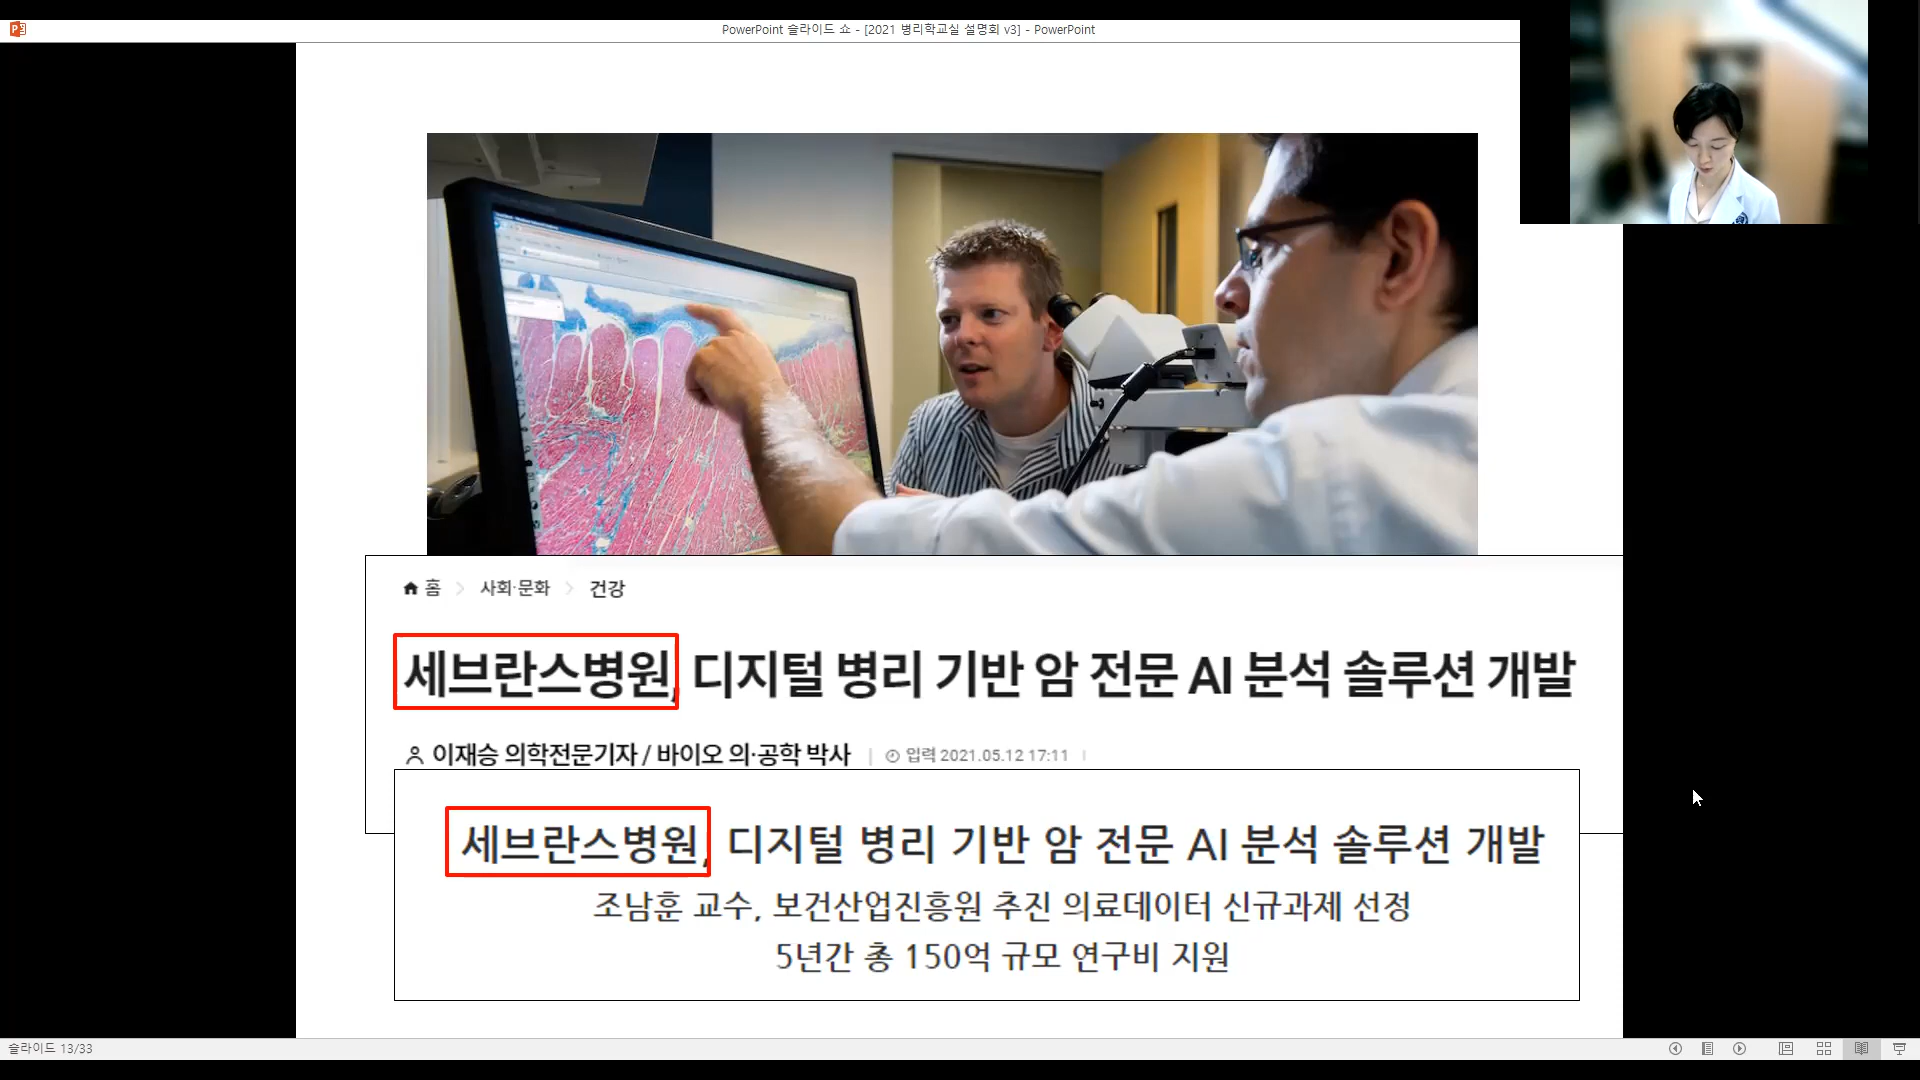 PowerPoint 슬라이드 쇼 - [2021 병리학교실 설명회 v3] - PowerPoint
홈 > 사회·문화 > 건강
세브란스병원, 디지털 병리 기반 암 전문 AI 분석 솔루션 개발
이재승 의학전문기자 / 바이오 의·공학 박사 | 입력 2021.05.12 17:11 |
세브란스병원, 디지털 병리 기반 암 전문 AI 분석 솔루션 개발
조남훈 교수, 보건산업진흥원 추진 의료데이터 신규과제 선정
5년간 총 150억 규모 연구비 지원
슬라이드 13/33